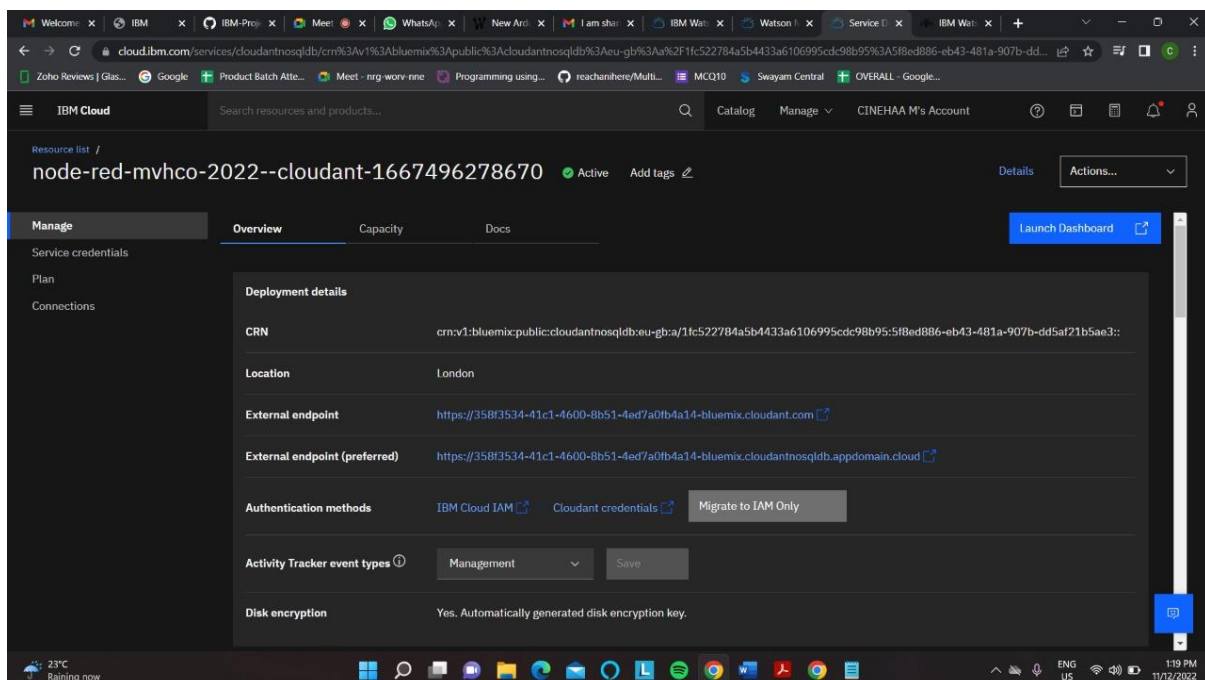 Welcome
IBM
IBM-Proj
Meet
WhatsAp
New Ard
I am shar
IBM Wat
Watson
Service D
IBM Wat
cloud.ibm.com/services/cloudantnosqldb/crn%3Av1%3Abluemix%3Apublic%3Acloudantnosqldb%3Aeu-gb%3Aa%2F1fc522784a5b4433a6106995cdc98b95%3A5f8ed886-eb43-481a-907b-dd...
Zoho Reviews | Glas... Google Product Batch Atte... Meet - nrg-worv-nne Programming using... reachanihere/Multi... MCQ10 Swayam Central OVERALL - Google...
IBM Cloud Search resources and products... Catalog Manage CINEHAA M's Account
Resource list /
node-red-mvhco-2022--cloudant-1667496278670 Active Add tags Details Actions...
Manage
Service credentials
Plan
Connections
Overview Capacity Docs Launch Dashboard
Deployment details
CRN crn:v1:bluemix:public:cloudantnosqldb:eu-gb:a/1fc522784a5b4433a6106995cdc98b95:5f8ed886-eb43-481a-907b-dd5af21b5ae3::
Location London
External endpoint https://358f3534-41c1-4600-8b51-4ed7a0fb4a14-bluemix.cloudant.com
External endpoint (preferred) https://358f3534-41c1-4600-8b51-4ed7a0fb4a14-bluemix.cloudantnosqldb.appdomain.cloud
Authentication methods IBM Cloud IAM Cloudant credentials Migrate to IAM Only
Activity Tracker event types Management Save
Disk encryption Yes. Automatically generated disk encryption key.
23°C
Raining now
ENG
US
1:19 PM
11/12/2022